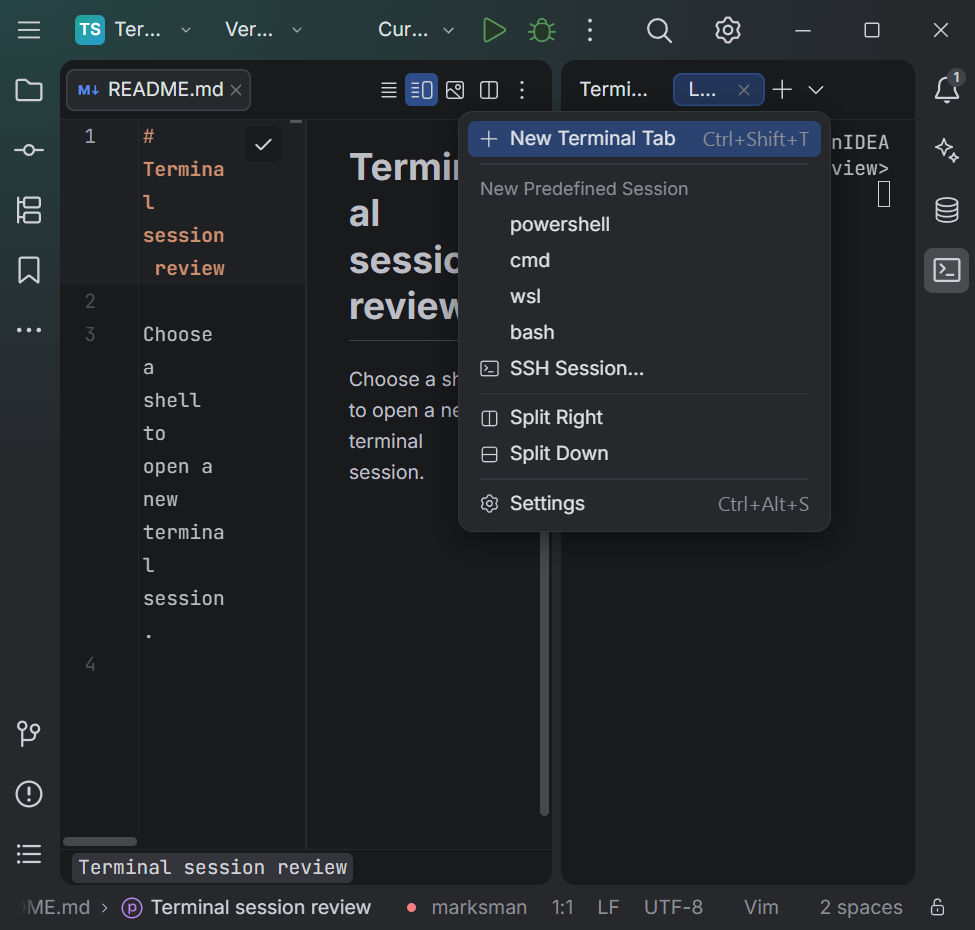 TS Ter... Ver... Cur...
M↓ README.md
Termi... L...
1
1 #
Termina
l
session
review
2
3 Choose
a
shell
to
open a
new
termina
l
session
.
4
Termin
al
sessio
review
Choose a sh
to open a ne
terminal
session.
nIDEA
view>
New Terminal Tab Ctrl+Shift+T
New Predefined Session
powershell
cmd
wsl
bash
SSH Session...
Split Right
Split Down
Settings Ctrl+Alt+S
Terminal session review
ME.md › p Terminal session review marksman 1:1 LF UTF-8 Vim 2 spaces